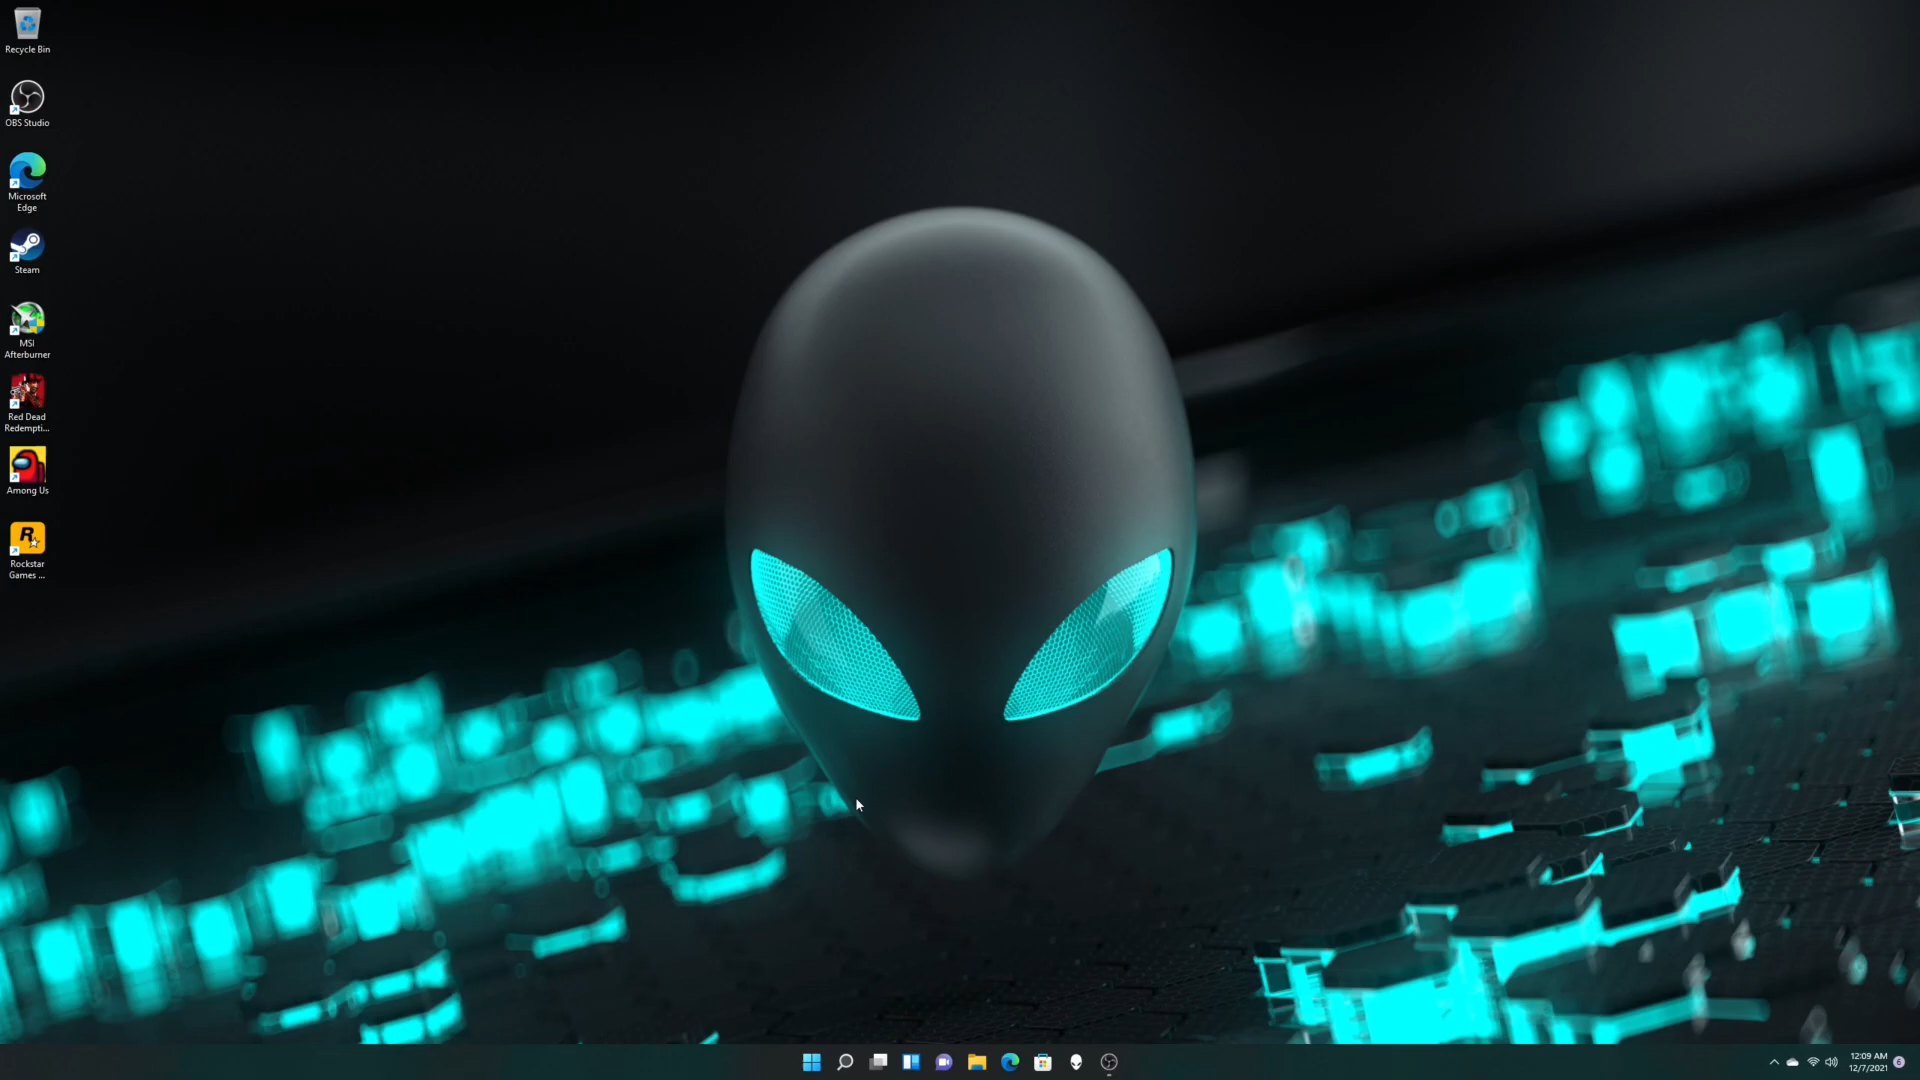 Recycle Bin
OBS Studio
Microsoft
Edge
Steam
MSI
Afterburner
Red Dead
Redempti...
Among Us
Rockstar
Games ...
12:09 AM
12/7/2021
6